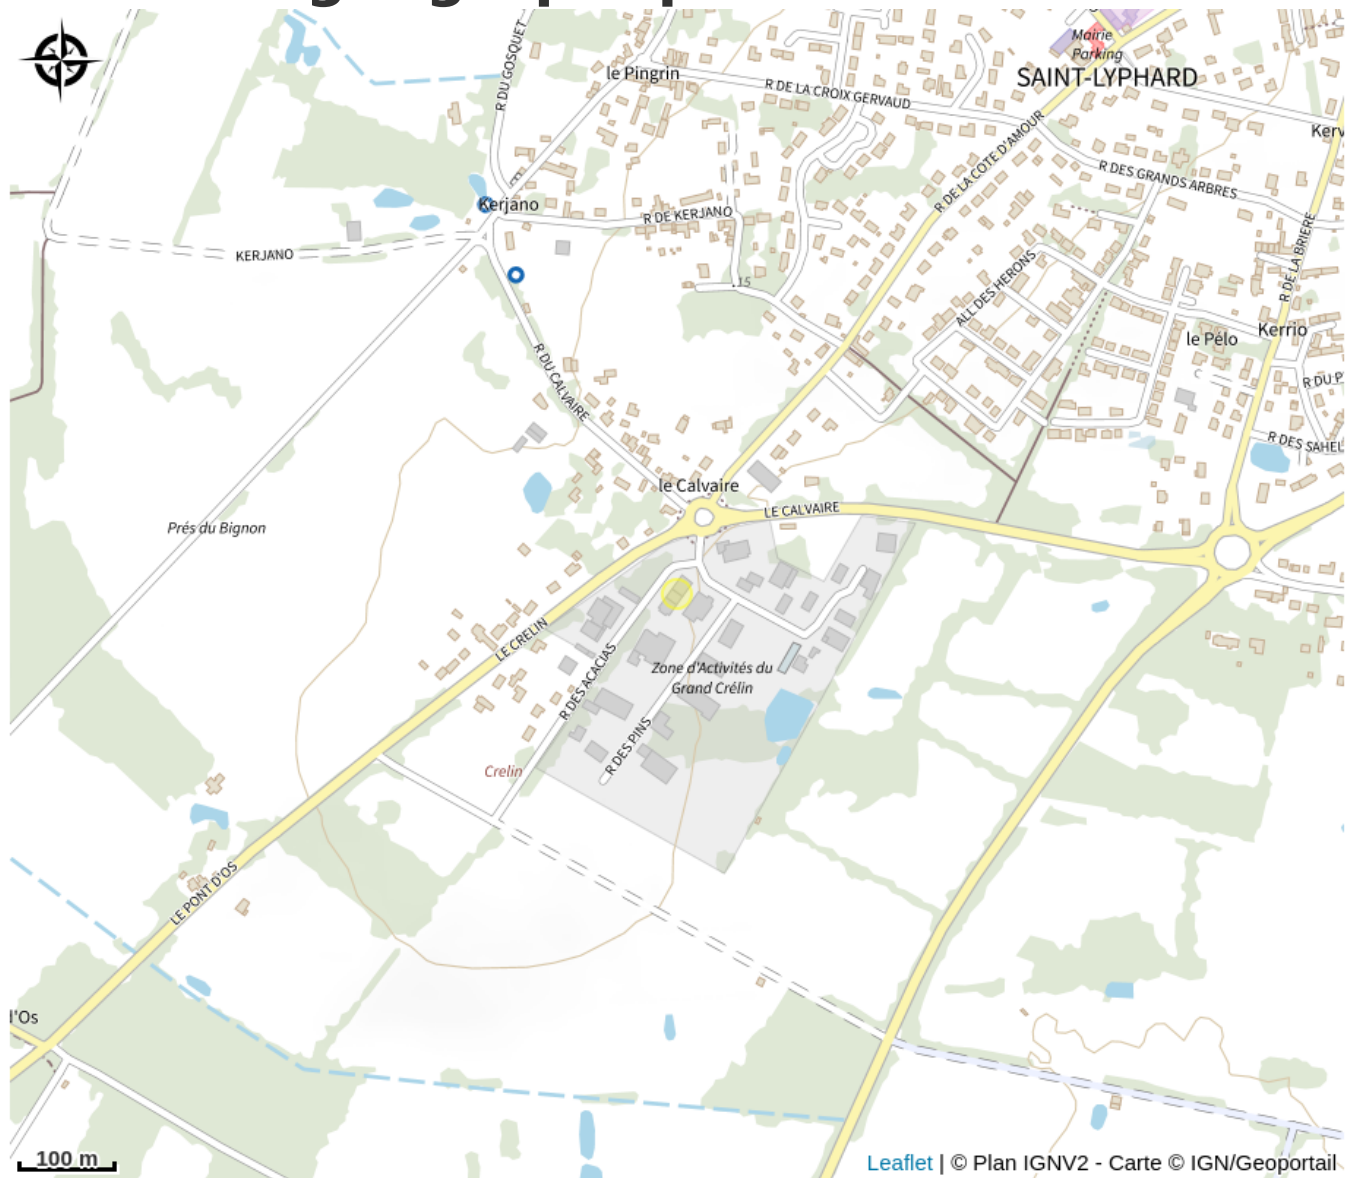 Mairie
Parking
SAINT-LYPHARD
le Pingrin
R DU GOSQUET
R DE LA CROIX GERVAUD
R DE LA COTE D'AMOUR
R DES GRANDS ARBRES
Kerv
Kerjano
R DE KERJANO
KERJANO
R DE LA BRIERE
ALL DES HERONS
15
Kerrio
le Pélo
R DU P
R DU CALVAIRE
R DES SAHEL
le Calvaire
LE CALVAIRE
Prés du Bignon
LE CRELIN
R DES ACACIAS
Zone d'Activités du
Grand Crélin
R DES PINS
Crelin
LE PONT D'OS
l'Os
100 m
Leaflet | © Plan IGNV2 - Carte © IGN/Geoportail